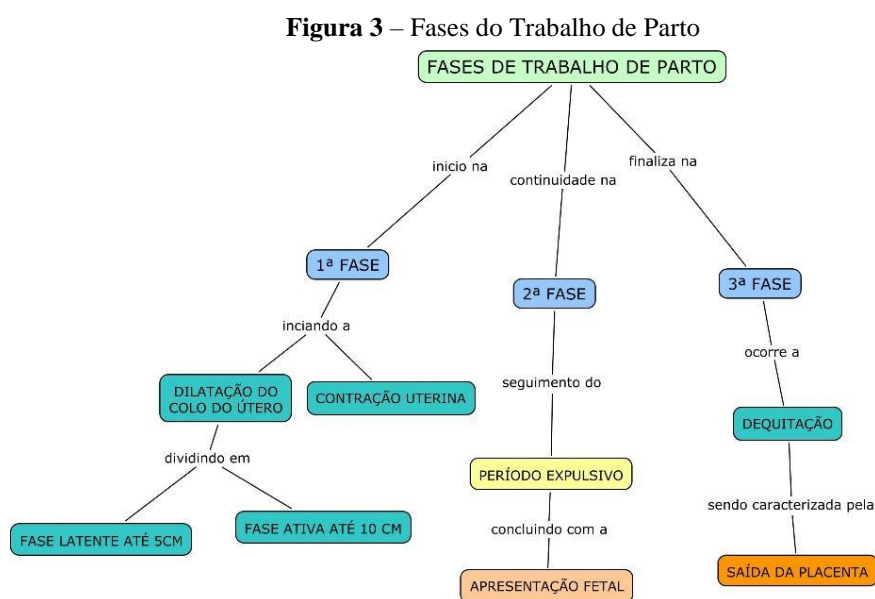 Figura 3 – Fases do Trabalho de Parto
FASES DE TRABALHO DE PARTO
inicio na
continuidade na
finaliza na
1ª FASE
2ª FASE
3ª FASE
inciando a
seguimento do
ocorre a
DILATAÇÃO DO
COLO DO ÚTERO
CONTRAÇÃO UTERINA
DEQUITAÇÃO
dividindo em
PERÍODO EXPULSIVO
sendo caracterizada pela
FASE LATENTE ATÉ 5CM
FASE ATIVA ATÉ 10 CM
concluindo com a
SAÍDA DA PLACENTA
APRESENTAÇÃO FETAL